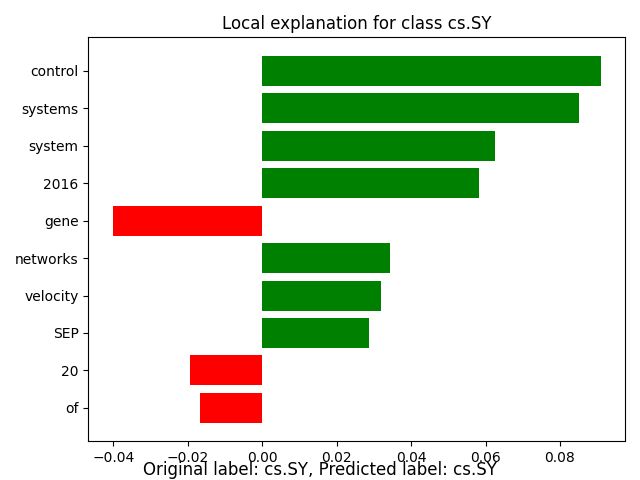 Local explanation for class cs.SY
control
systems
system
2016
gene
networks
velocity
SEP
20
of
−0.04 −0.02 0.00 0.02 0.04 0.06 0.08
Original label: cs.SY, Predicted label: cs.SY